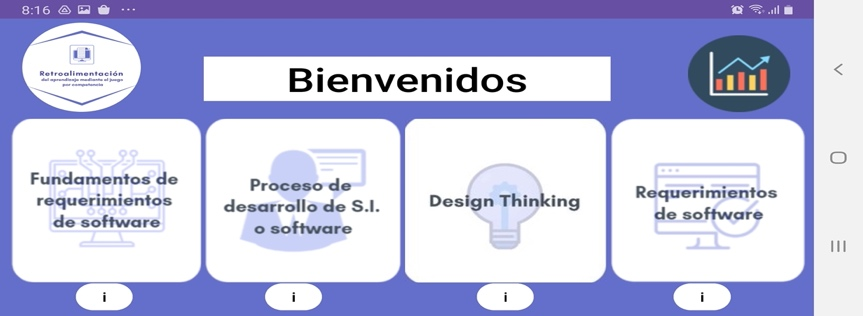 8:16
Retroalimentación
del aprendizaje mediante el juego
por competencia
Bienvenidos
Fundamentos de
requerimientos
de software
Proceso de
desarrollo de S.I.
o software
Design Thinking
Requerimientos
de software
i
i
i
i